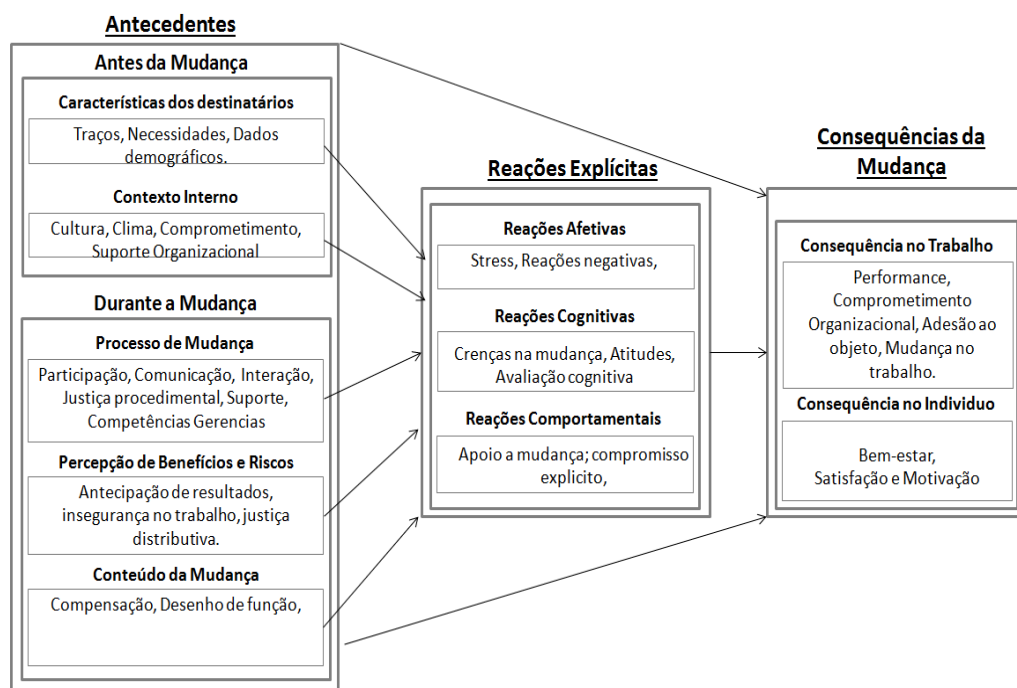 Antecedentes
Antes da Mudança
Características dos destinatários
Traços, Necessidades, Dados
demográficos.
Contexto Interno
Cultura, Clima, Comprometimento,
Suporte Organizacional
Durante a Mudança
Processo de Mudança
Participação, Comunicação, Interação,
Justiça procedimental, Suporte,
Competências Gerencias
Percepção de Benefícios e Riscos
Antecipação de resultados,
insegurança no trabalho, justiça
distributiva.
Conteúdo da Mudança
Compensação, Desenho de função,
Reações Explícitas
Reações Afetivas
Stress, Reações negativas,
Reações Cognitivas
Crenças na mudança, Atitudes,
Avaliação cognitiva
Reações Comportamentais
Apoio a mudança; compromisso
explicito,
Consequências da
Mudança
Consequência no Trabalho
Performance,
Comprometimento
Organizacional, Adesão ao
objeto, Mudança no
trabalho.
Consequência no Individuo
Bem-estar,
Satisfação e Motivação